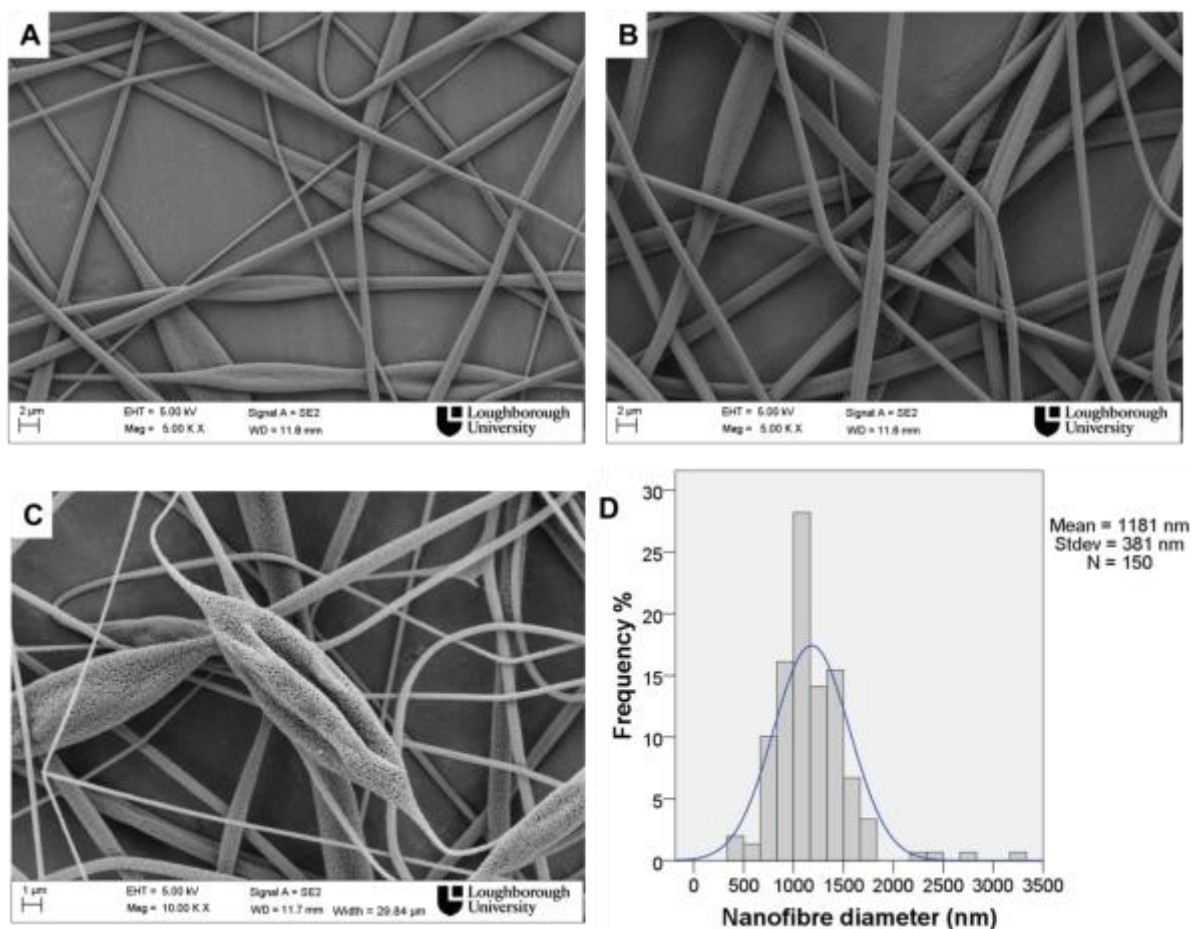 A
2 µm
EHT = 5.00 kV
Mag = 5.00 K X
Signal A = SE2
WD = 11.8 mm
Loughborough
University
B
2 µm
EHT = 5.00 kV
Mag = 5.00 K X
Signal A = SE2
WD = 11.8 mm
Loughborough
University
C
1 µm
EHT = 5.00 kV
Mag = 10.00 K X
Signal A = SE2
WD = 11.7 mm Width = 29.84 µm
Loughborough
University
D
Frequency %
30
25
20
15
10
5
0
0 500 1000 1500 2000 2500 3000 3500
Nanofibre diameter (nm)
Mean = 1181 nm
Stdev = 381 nm
N = 150